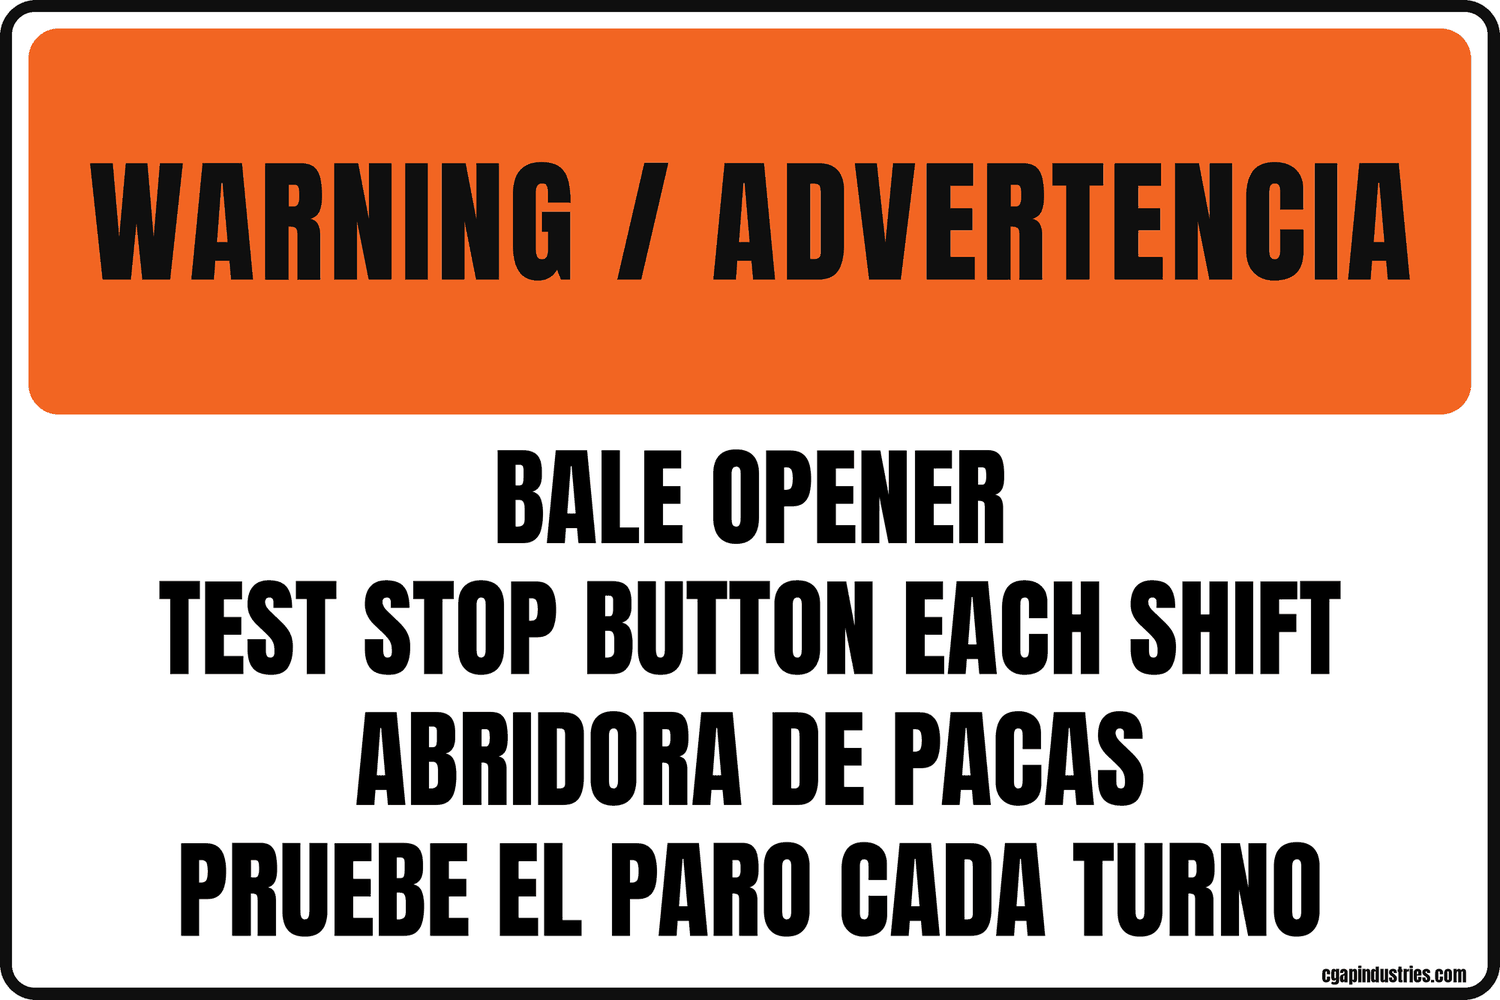 WARNING / ADVERTENCIA
BALE OPENER
TEST STOP BUTTON EACH SHIFT
ABRIDORA DE PACAS
PRUEBE EL PARO CADA TURNO
cgapindustries.com